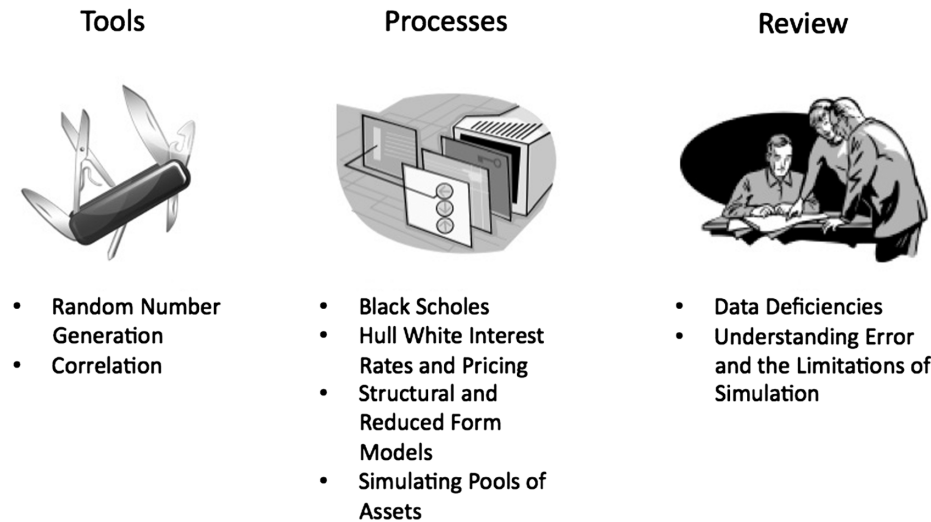 Tools
• Random Number
Generation
• Correlation
Processes
• Black Scholes
• Hull White Interest
Rates and Pricing
• Structural and
Reduced Form
Models
• Simulating Pools of
Assets
Review
• Data Deficiencies
• Understanding Error
and the Limitations of
Simulation